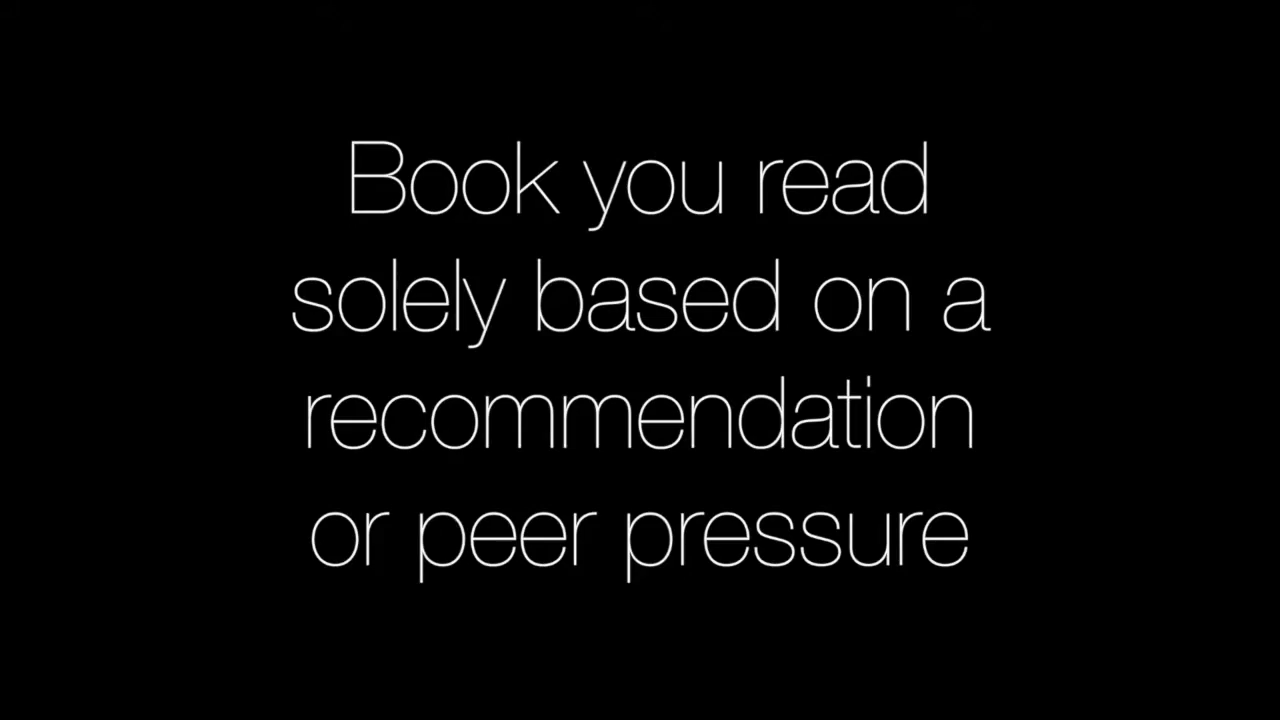 Book you read
solely based on a
recommendation
or peer pressure